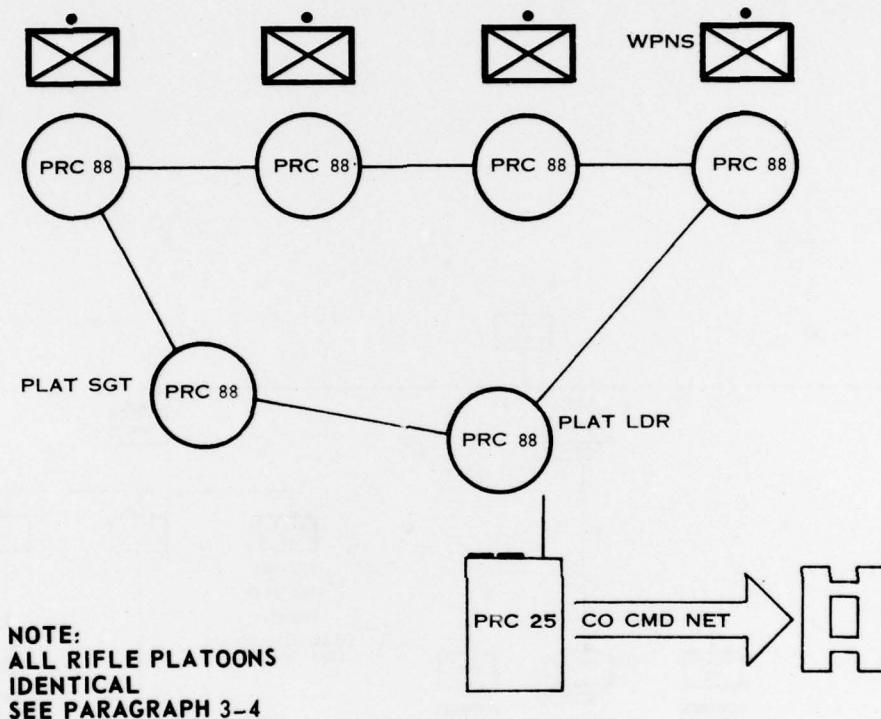 WPNS
PRC 88
PRC 88
PRC 88
PRC 88
PLAT SGT
PRC 88
PRC 88
PLAT LDR
PRC 25
CO CMD NET
NOTE:
ALL RIFLE PLATOONS
IDENTICAL
SEE PARAGRAPH 3-4